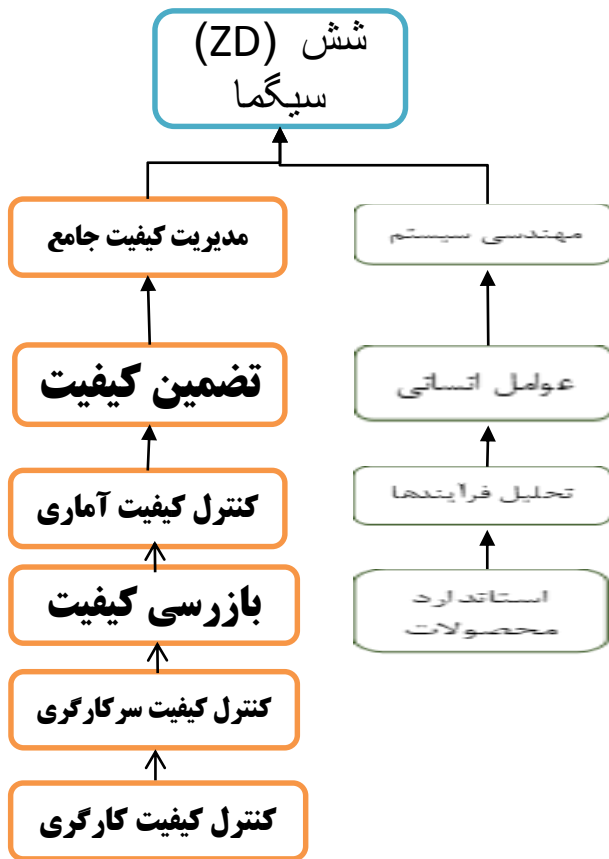 شش (ZD)
سیگما
مدیریت کیفیت جامع
مهندسی سیستم
تضمین کیفیت
عوامل انسانی
کنترل کیفیت آماری
تحلیل فرآیندها
بازرسی کیفیت
استاندارد
محصولات
کنترل کیفیت سرکارگری
کنترل کیفیت کارگری